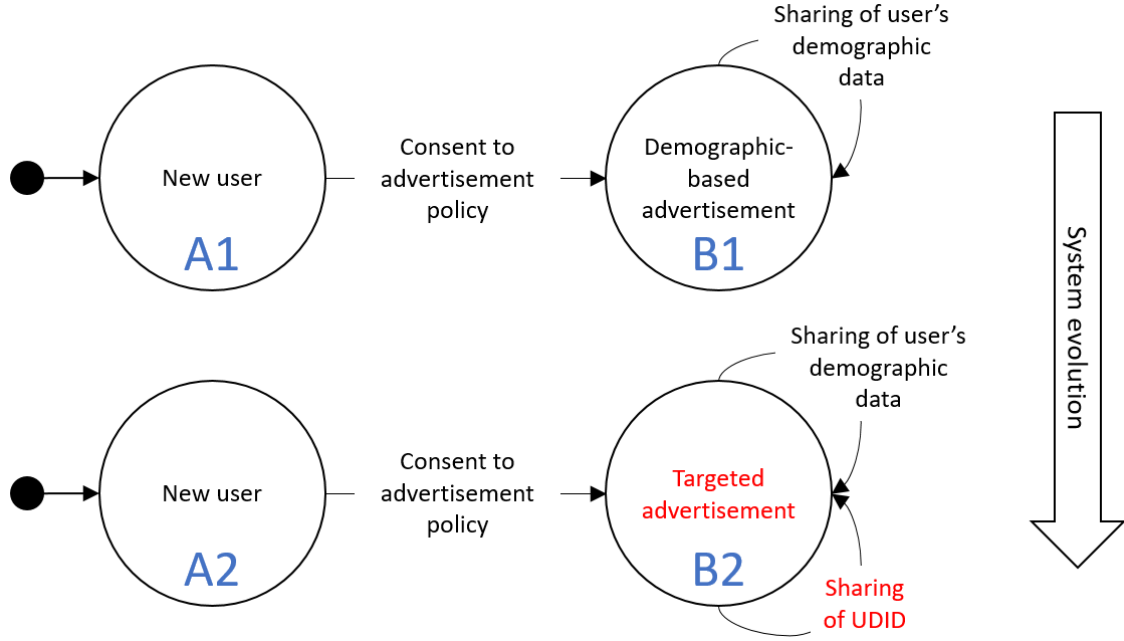 Sharing of user's
demographic
data
New user
A1
Consent to
advertisement
policy
Demographic-
based
advertisement
B1
System evolution
Sharing of user's
demographic
data
New user
A2
Consent to
advertisement
policy
Targeted
advertisement
B2
Sharing
of UDID